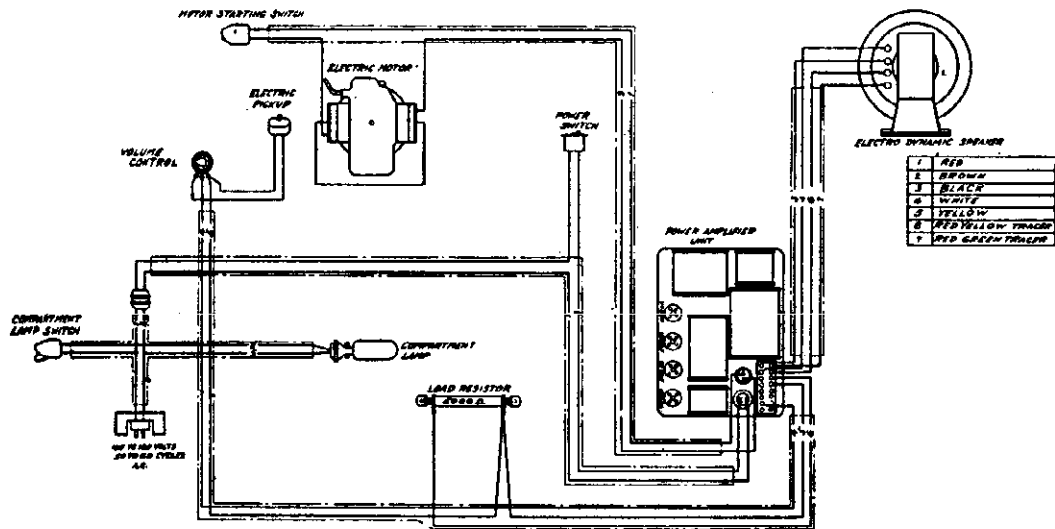 MOTOR STARTING SWITCH
ELECTRIC MOTOR
ELECTRIC
PICKUP
VOLUME
CONTROL
POWER
SWITCH
ELECTRO DYNAMIC SPEAKER
1 RED
2 BROWN
3 BLACK
4 WHITE
5 YELLOW
6 RED YELLOW TRACER
7 RED GREEN TRACER
POWER AMPLIFIER
UNIT
COMPARTMENT
LAMP SWITCH
COMPARTMENT
LAMP
LOAD RESISTOR
VOLTS
CYCLES